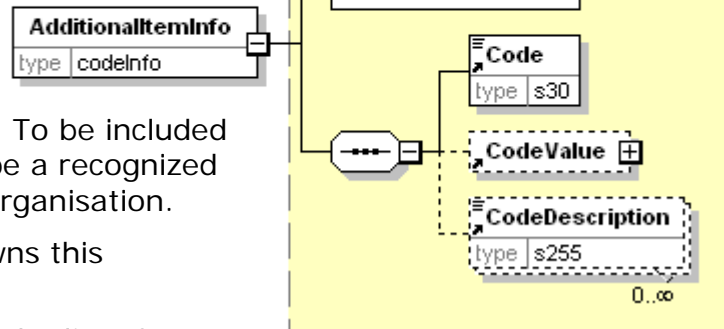 AdditionalItemInfo
type codeInfo
Code
type s30
To be included
be a recognized
rganisation.
CodeValue
CodeDescription
type s255
wns this
0..∞